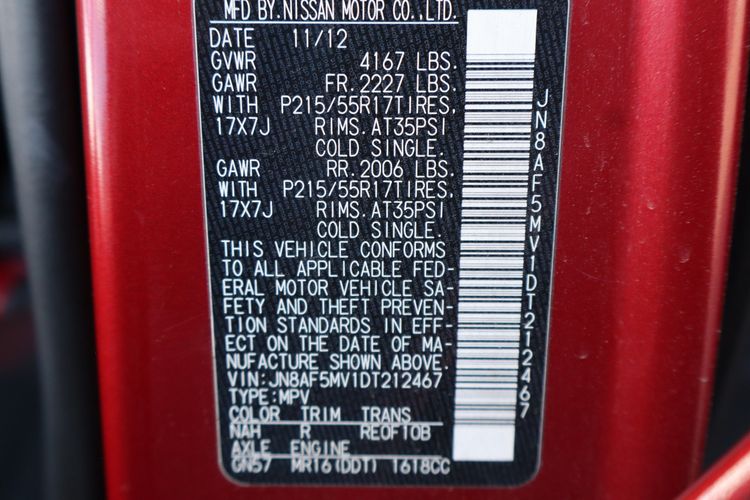 MFD BY.NISSAN MOTOR CO.,LTD.
DATE 11/12
GVWR 4167 LBS.
GAWR FR.2227 LBS.
WITH P215/55R17TIRES,
17X7J RIMS.AT35PSI
COLD SINGLE.
GAWR RR.2006 LBS.
WITH P215/55R17TIRES,
17X7J RIMS.AT35PSI
COLD SINGLE.
THIS VEHICLE CONFORMS
TO ALL APPLICABLE FED-
ERAL MOTOR VEHICLE SA-
FETY AND THEFT PREVEN-
TION STANDARDS IN EFF-
ECT ON THE DATE OF MA-
NUFACTURE SHOWN ABOVE.
VIN:JN8AF5MV1DT212467
TYPE:MPV
COLOR TRIM TRANS
NAH R RE0F10B
AXLE ENGINE
GN57 MR16(DDT) 1618CC
JN8AF5MV1DT212467